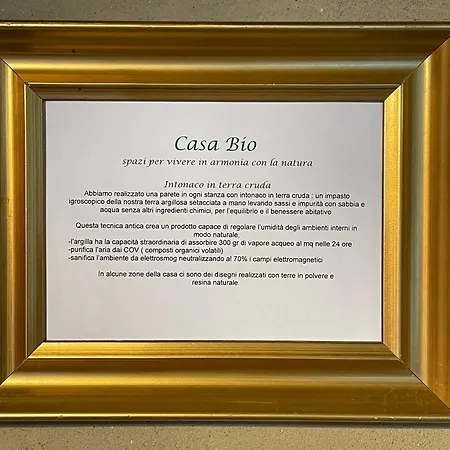 Casa Bio
spazi per vivere in armonia con la natura
Intonaco in terra cruda
Abbiamo realizzato una parete in ogni stanza con intonaco in terra cruda : un impasto
igroscopico della nostra terra argillosa setacciata a mano levando sassi e impurità con sabbia e
acqua senza altri ingredienti chimici, per l'equilibrio e il benessere abitativo.
Questa tecnica antica crea un prodotto capace di regolare l'umidità degli ambienti interni in
modo naturale,
-l'argilla ha la capacità straordinaria di assorbire 300 gr di vapore acqueo al mq nelle 24 ore
-purifica l'aria dai COV ( composti organici volatili)
-sanifica l'ambiente da elettrosmog neutralizzando al 70% i campi elettromagnetici
In alcune zone della casa ci sono dei disegni realizzati con terre in polvere e
resina naturale